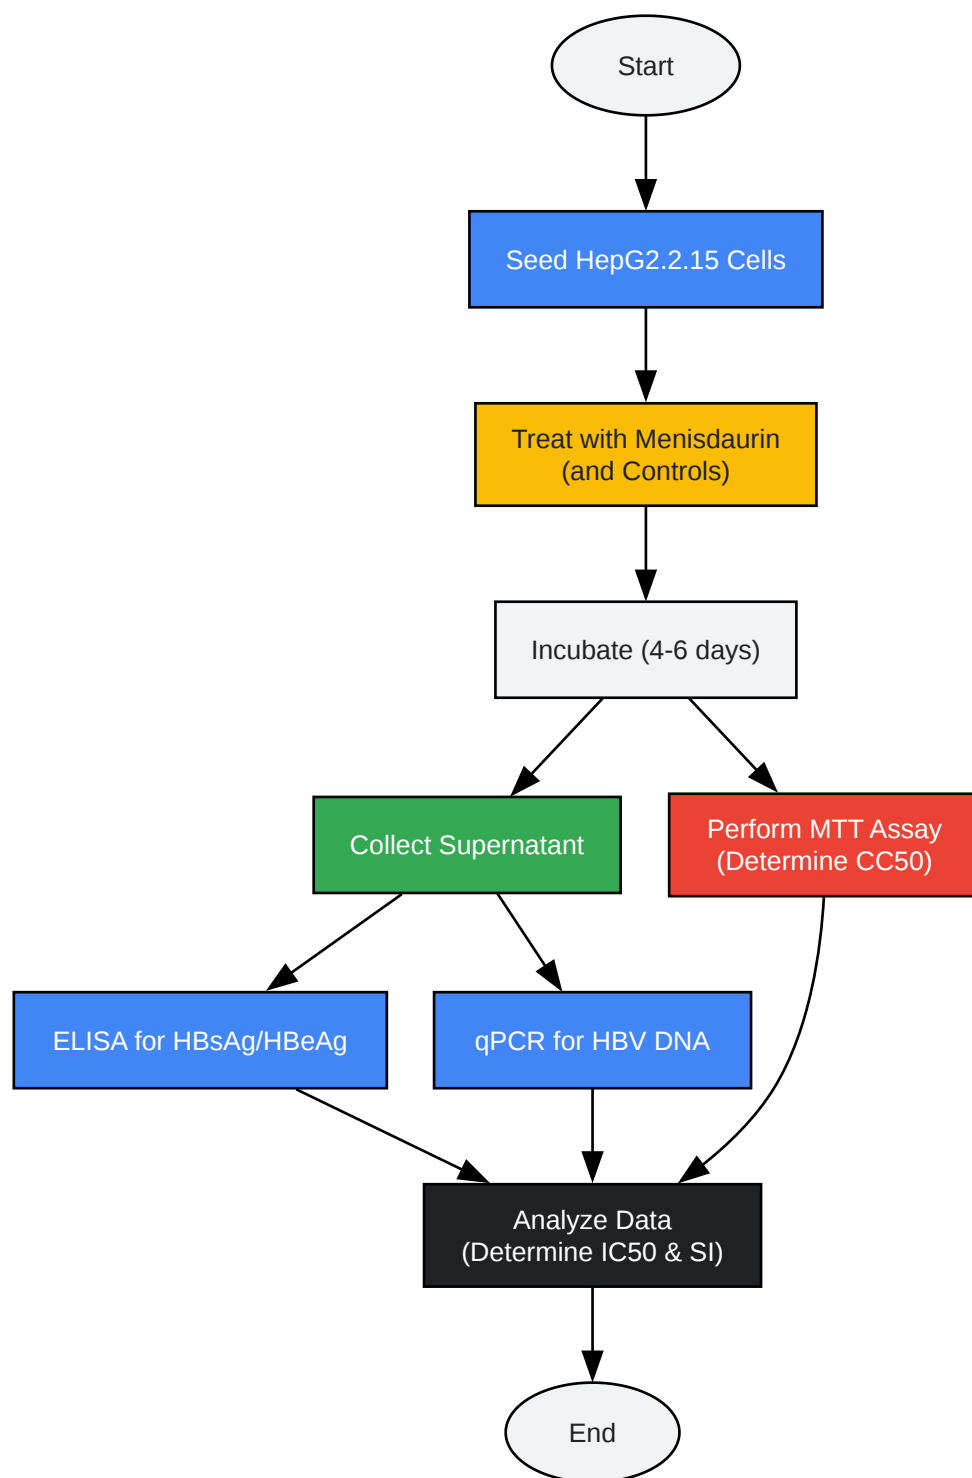 Start
Seed HepG2.2.15 Cells
Treat with Menisdaurin
(and Controls)
Incubate (4-6 days)
Collect Supernatant
Perform MTT Assay
(Determine CC50)
ELISA for HBsAg/HBeAg
qPCR for HBV DNA
Analyze Data
(Determine IC50 & SI)
End